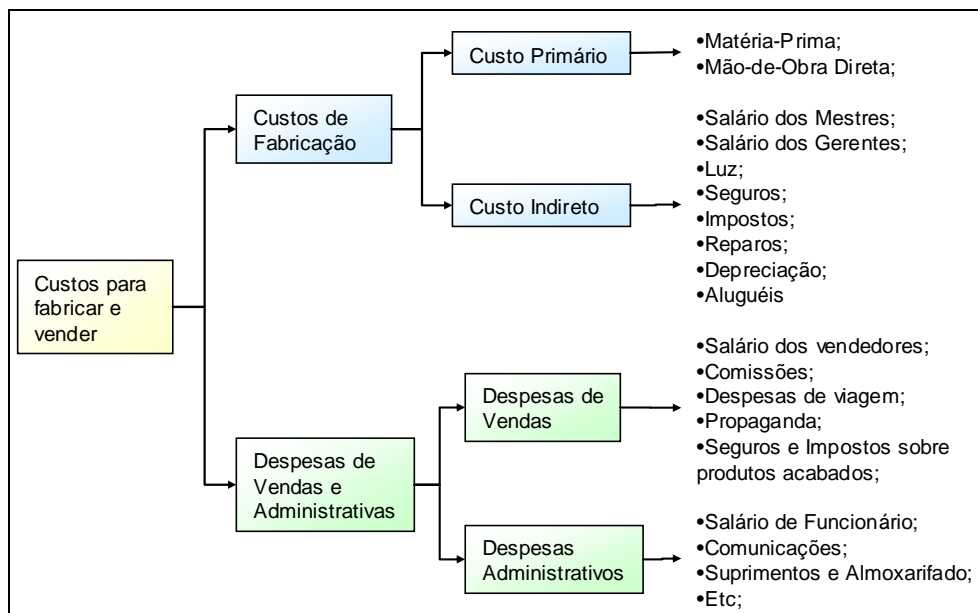 Custos para
fabricar e
vender
Custos de
Fabricação
Custo Primário
•Matéria-Prima;
•Mão-de-Obra Direta;
Custo Indireto
•Salário dos Mestres;
•Salário dos Gerentes;
•Luz;
•Seguros;
•Impostos;
•Reparos;
•Depreciação;
•Aluguéis
Despesas de
Vendas e
Administrativas
Despesas de
Vendas
•Salário dos vendedores;
•Comissões;
•Despesas de viagem;
•Propaganda;
•Seguros e Impostos sobre
produtos acabados;
Despesas
Administrativos
•Salário de Funcionário;
•Comunicações;
•Suprimentos e Almoxarifado;
•Etc;